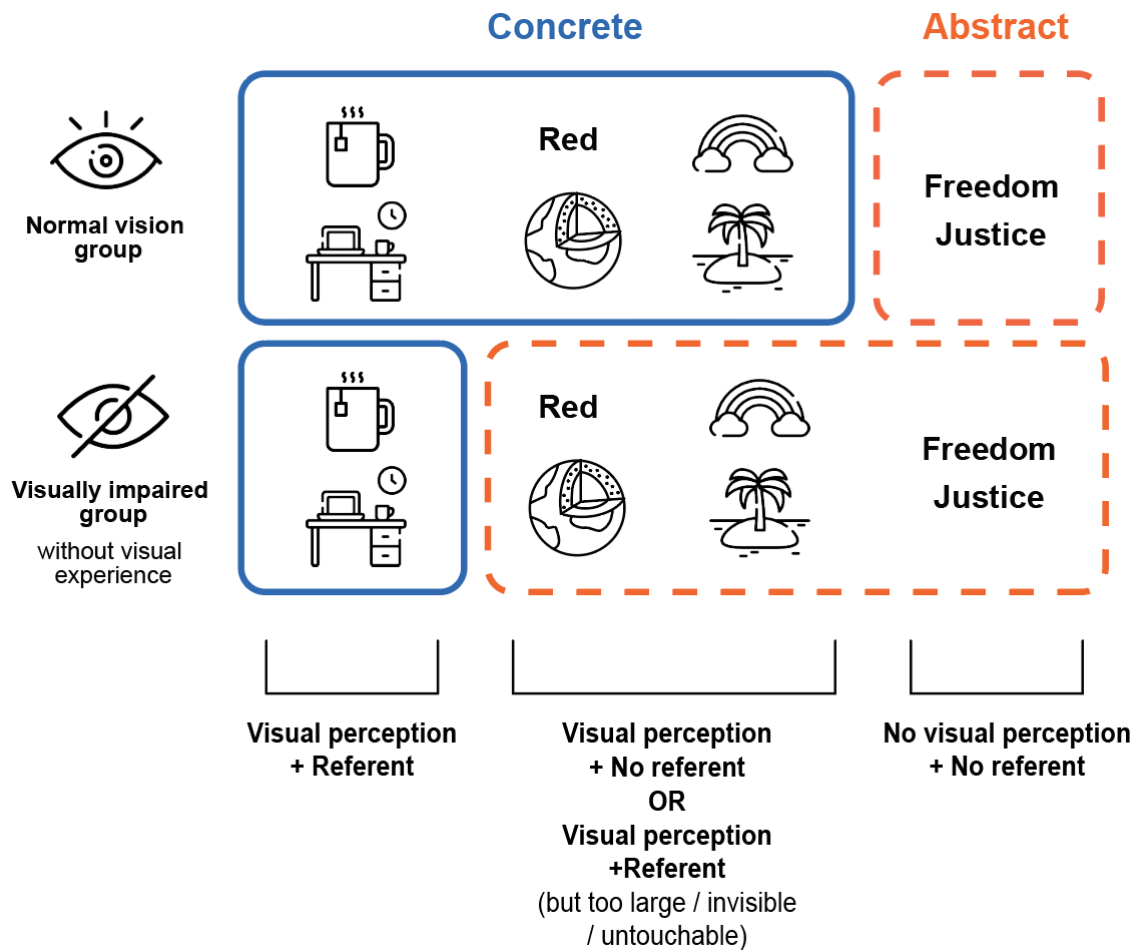 Concrete
Abstract
Red
Freedom
Justice
Normal vision
group
Red
Freedom
Justice
Visually impaired
group
without visual
experience
Visual perception
+ Referent
Visual perception
+ No referent
OR
Visual perception
+Referent
(but too large / invisible
/ untouchable)
No visual perception
+ No referent